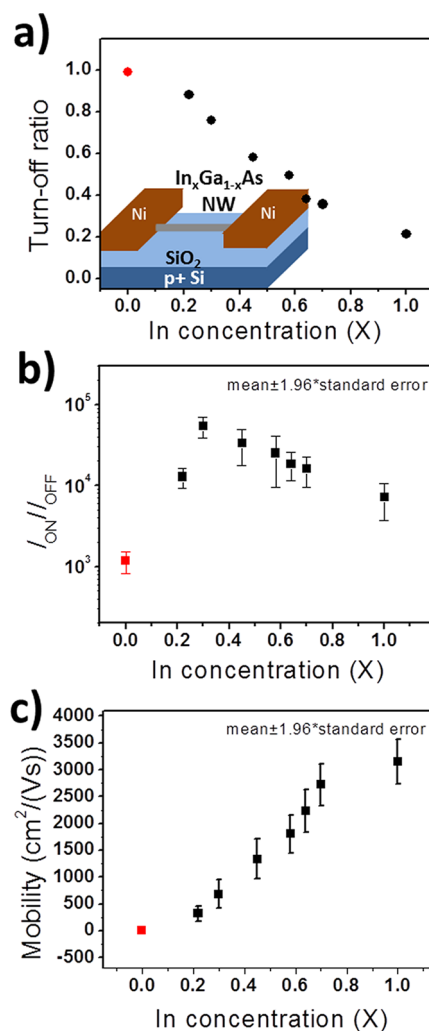 a)
Turn-off ratio
1.0
0.8
0.6
0.4
0.2
0.0
InₓGa₁₋ₓAs
NW
Ni
Ni
SiO₂
p+ Si
0.0 0.2 0.4 0.6 0.8 1.0
In concentration (X)
b)
mean±1.96*standard error
I_ON/I_OFF
10⁵
10⁴
10³
0.0 0.2 0.4 0.6 0.8 1.0
In concentration (X)
c)
mean±1.96*standard error
Mobility (cm²/(Vs))
4000
3500
3000
2500
2000
1500
1000
500
0
-500
0.0 0.2 0.4 0.6 0.8 1.0
In concentration (X)